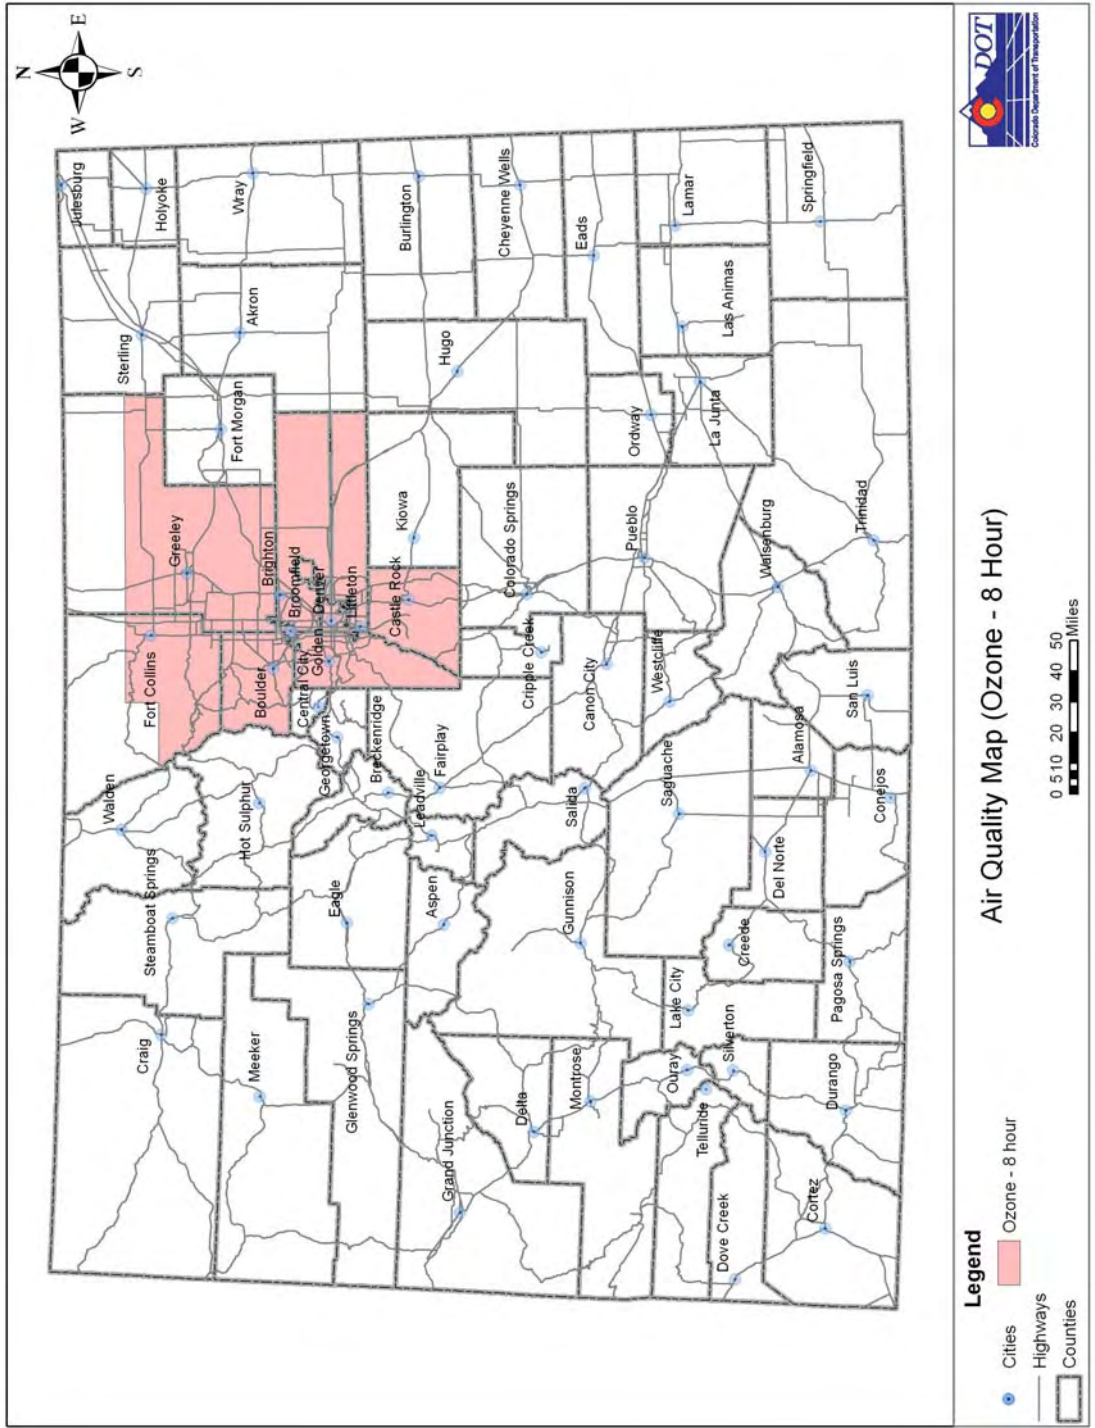 N
W
E
S
Julesburg
Holyoke
Sterling
Wray
Akron
Fort Morgan
Greeley
Fort Collins
Walden
Steamboat Springs
Craig
Meeker
Hot Sulphur
Boulder
Brighton
Broomfield
Denver
Golden
Central City
Littleton
Georgetown
Breckenridge
Castle Rock
Kiowa
Hugo
Burlington
Cheyenne Wells
Eagle
Glenwood Springs
Leadville
Fairplay
Aspen
Grand Junction
Delta
Montrose
Gunnison
Salida
Cripple Creek
Colorado Springs
Canon City
Pueblo
Ordway
Eads
Lamar
Las Animas
La Junta
Westcliffe
Walsenburg
Saguache
Lake City
Ouray
Telluride
Silverton
Creede
Del Norte
Alamosa
San Luis
Trinidad
Springfield
Dove Creek
Cortez
Durango
Pagosa Springs
Conejos
Legend
Cities
Highways
Counties
Ozone - 8 hour
Air Quality Map (Ozone - 8 Hour)
0 5 10 20 30 40 50
Miles
DOT
Colorado Department of Transportation